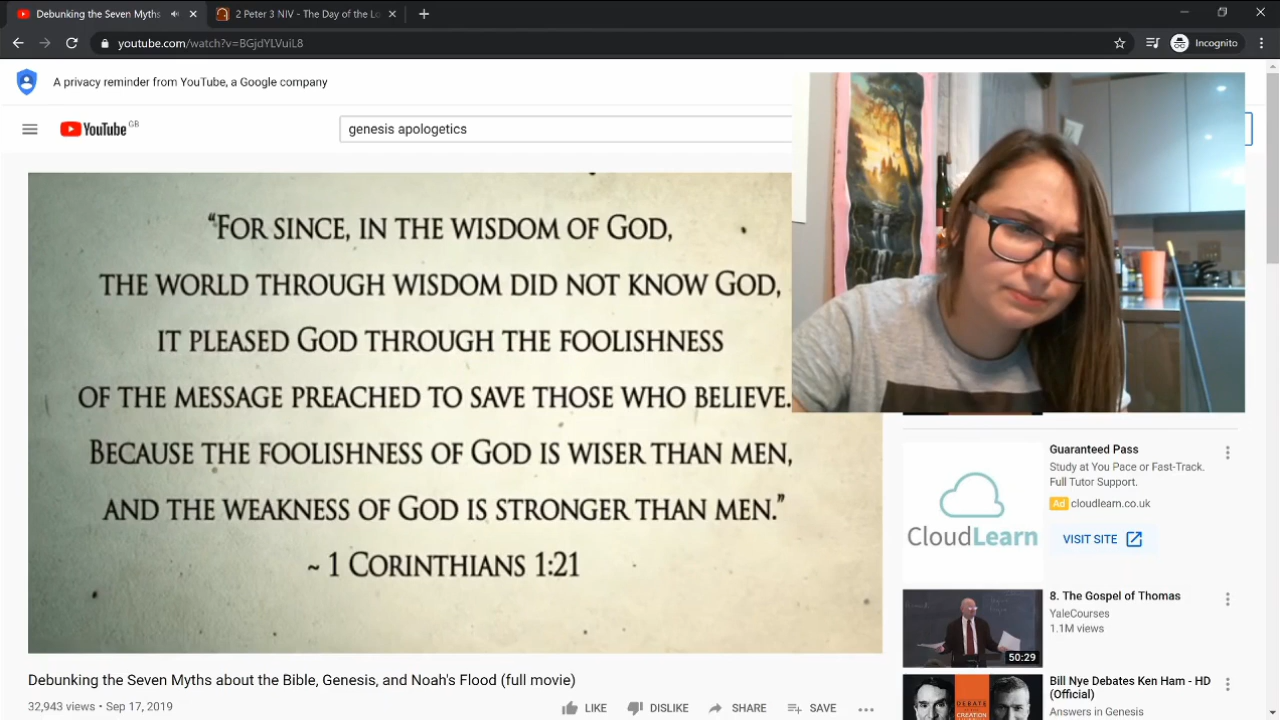 Debunking the Seven Myths
2 Peter 3 NIV - The Day of the Lo
youtube.com/watch?v=BGjdYLVuiL8
Incognito
A privacy reminder from YouTube, a Google company
YouTube GB
genesis apologetics
“FOR SINCE, IN THE WISDOM OF GOD,
THE WORLD THROUGH WISDOM DID NOT KNOW GOD,
IT PLEASED GOD THROUGH THE FOOLISHNESS
OF THE MESSAGE PREACHED TO SAVE THOSE WHO BELIEVE.
BECAUSE THE FOOLISHNESS OF GOD IS WISER THAN MEN,
AND THE WEAKNESS OF GOD IS STRONGER THAN MEN.”
~ 1 CORINTHIANS 1:21
Debunking the Seven Myths about the Bible, Genesis, and Noah's Flood (full movie)
32,943 views • Sep 17, 2019
LIKE
DISLIKE
SHARE
SAVE
Guaranteed Pass
Study at You Pace or Fast-Track.
Full Tutor Support.
Ad cloudlearn.co.uk
VISIT SITE
CloudLearn
8. The Gospel of Thomas
YaleCourses
1.1M views
50:29
Bill Nye Debates Ken Ham - HD
(Official)
Answers in Genesis
DEBATE